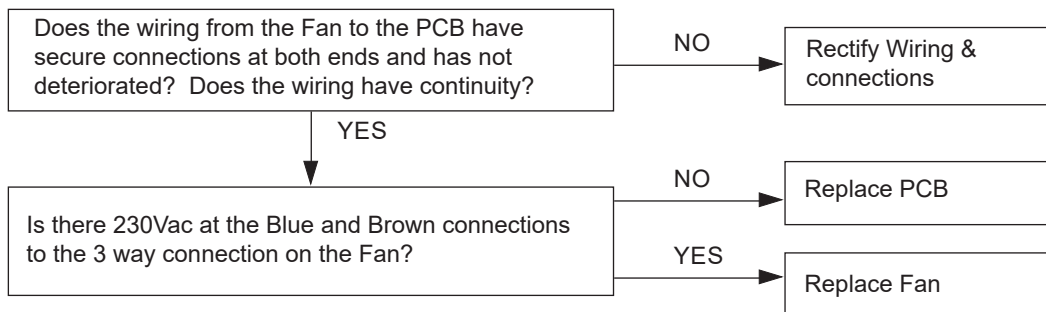 Does the wiring from the Fan to the PCB have
secure connections at both ends and has not
deteriorated?  Does the wiring have continuity?
NO
Rectify Wiring &
connections
YES
Is there 230Vac at the Blue and Brown connections
to the 3 way connection on the Fan?
NO
Replace PCB
YES
Replace Fan